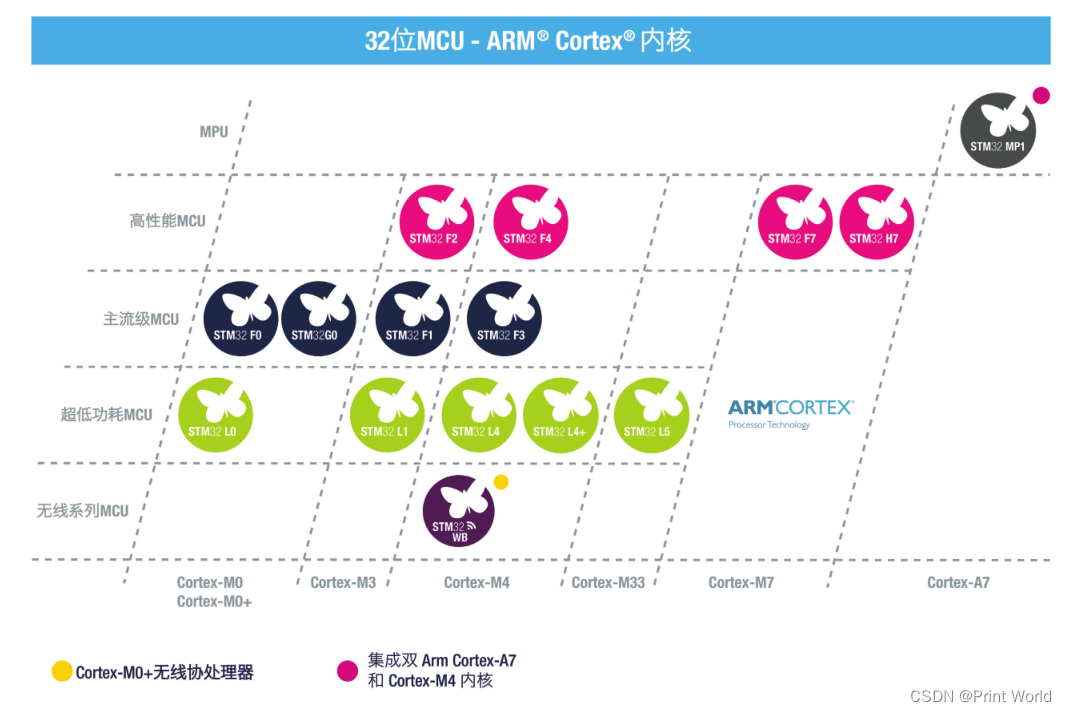 32位MCU - ARM® Cortex® 内核
MPU
STM32 MP1
高性能MCU
STM32 F2
STM32 F4
STM32 F7
STM32 H7
主流级MCU
STM32 F0
STM32G0
STM32 F1
STM32 F3
超低功耗MCU
STM32 L0
STM32 L1
STM32 L4
STM32 L4+
STM32 L5
ARM®CORTEX®
Processor Technology
无线系列MCU
STM32
WB
Cortex-M0
Cortex-M0+
Cortex-M3
Cortex-M4
Cortex-M33
Cortex-M7
Cortex-A7
Cortex-M0+无线协处理器
集成双 Arm Cortex-A7
和 Cortex-M4 内核
CSDN @Print World